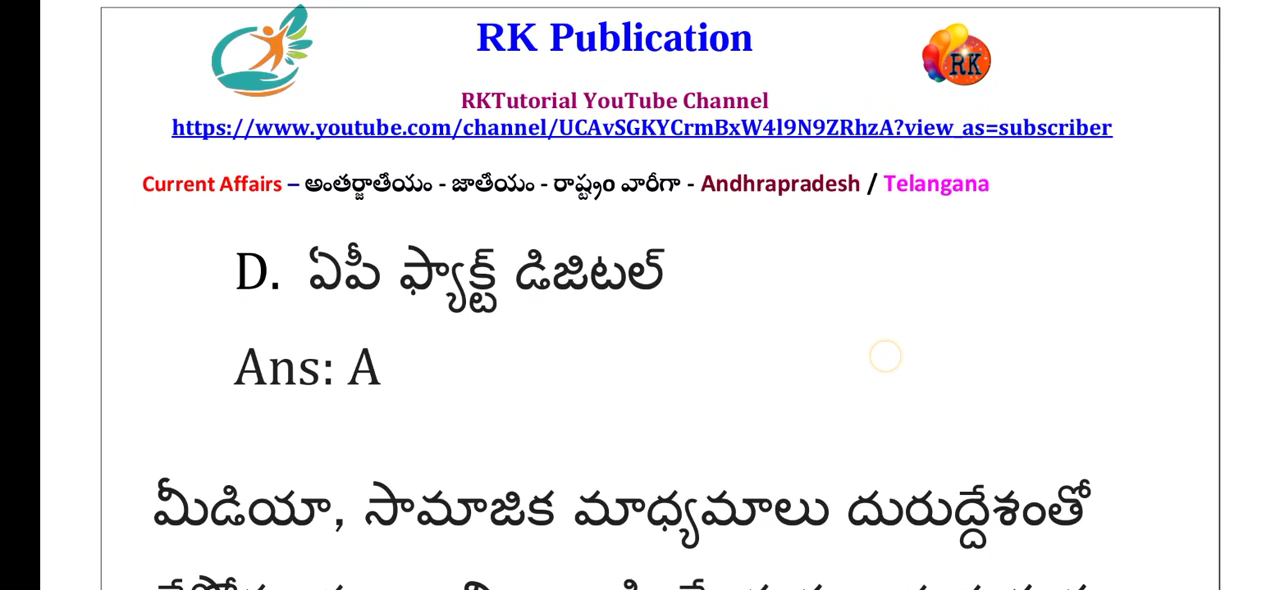 RK Publication
RK
RKTutorial YouTube Channel
https://www.youtube.com/channel/UCAvSGKYCrmBxW4l9N9ZRhzA?view_as=subscriber
Current Affairs – అంతర్జాతీయం - జాతీయం - రాష్ట్రం వారీగా - Andhrapradesh / Telangana
D. ఏపీ ఫ్యాక్ట్ డిజిటల్
Ans: A
మీడియా, సామాజిక మాధ్యమాలు దురుద్దేశంతో